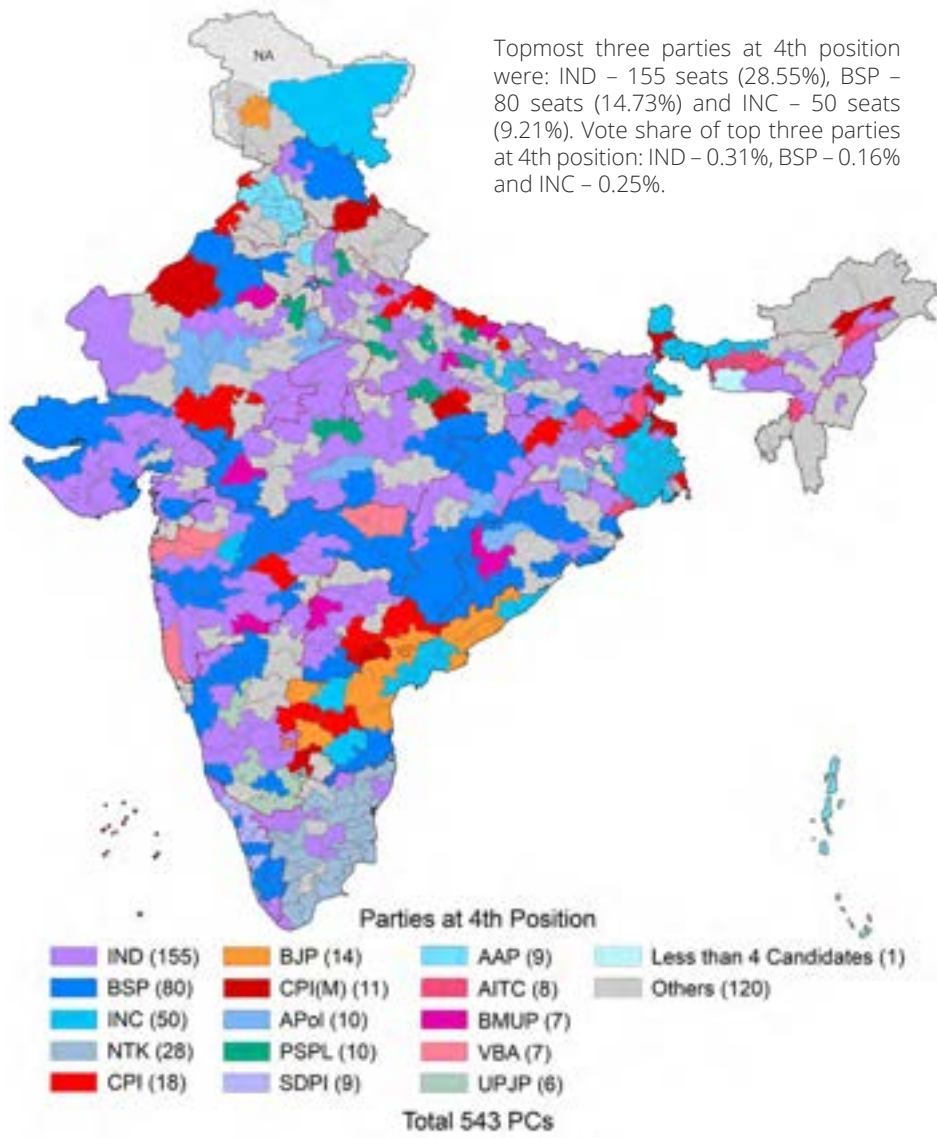 NA
Topmost three parties at 4th position
were: IND – 155 seats (28.55%), BSP –
80 seats (14.73%) and INC – 50 seats
(9.21%). Vote share of top three parties
at 4th position: IND – 0.31%, BSP – 0.16%
and INC – 0.25%.
Parties at 4th Position
IND (155)
BSP (80)
INC (50)
NTK (28)
CPI (18)
BJP (14)
CPI(M) (11)
APol (10)
PSPL (10)
SDPI (9)
AAP (9)
AITC (8)
BMUP (7)
VBA (7)
UPJP (6)
Less than 4 Candidates (1)
Others (120)
Total 543 PCs